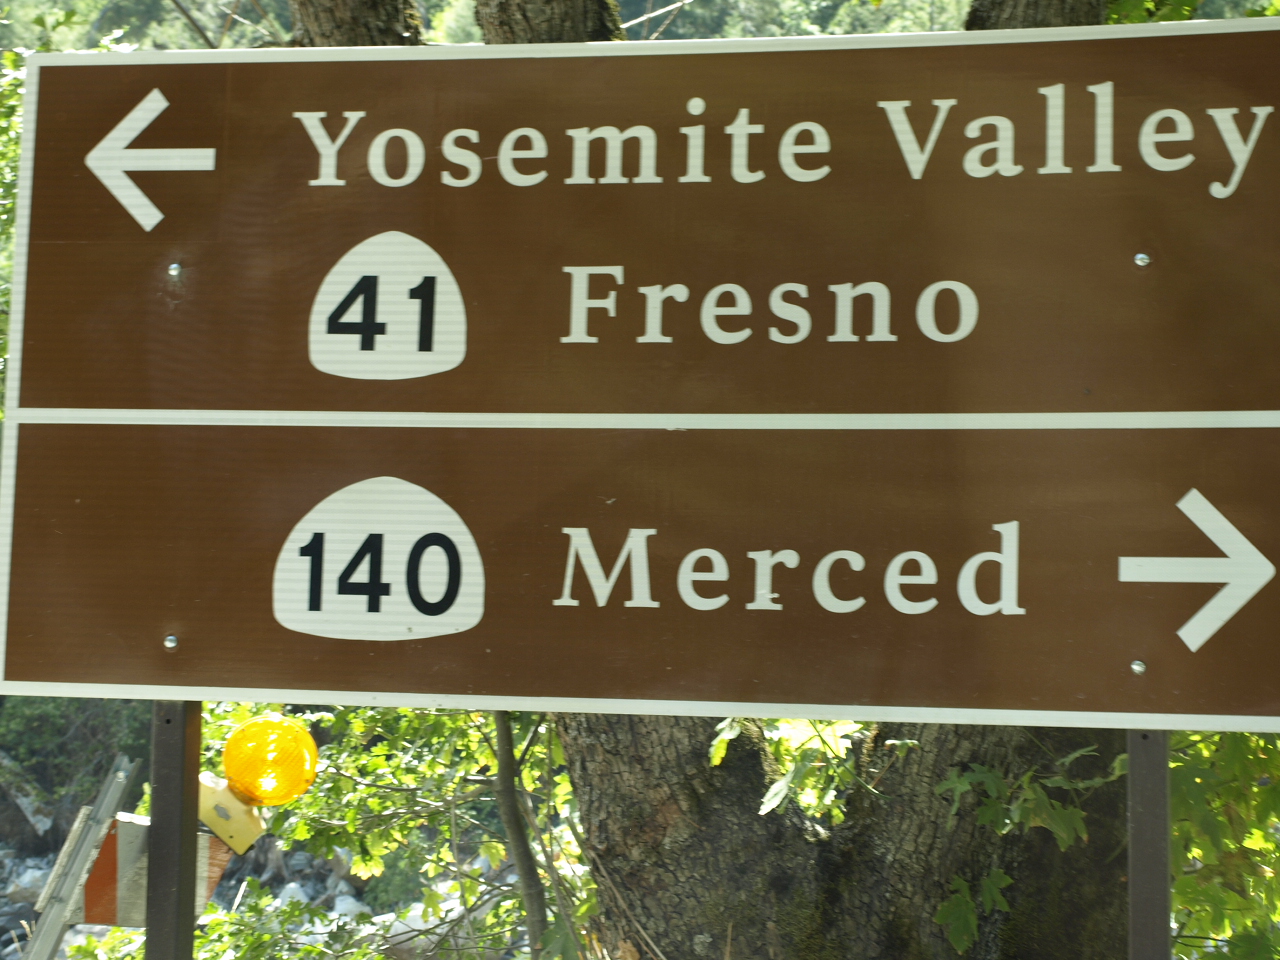 Yosemite Valley
41 Fresno
140 Merced